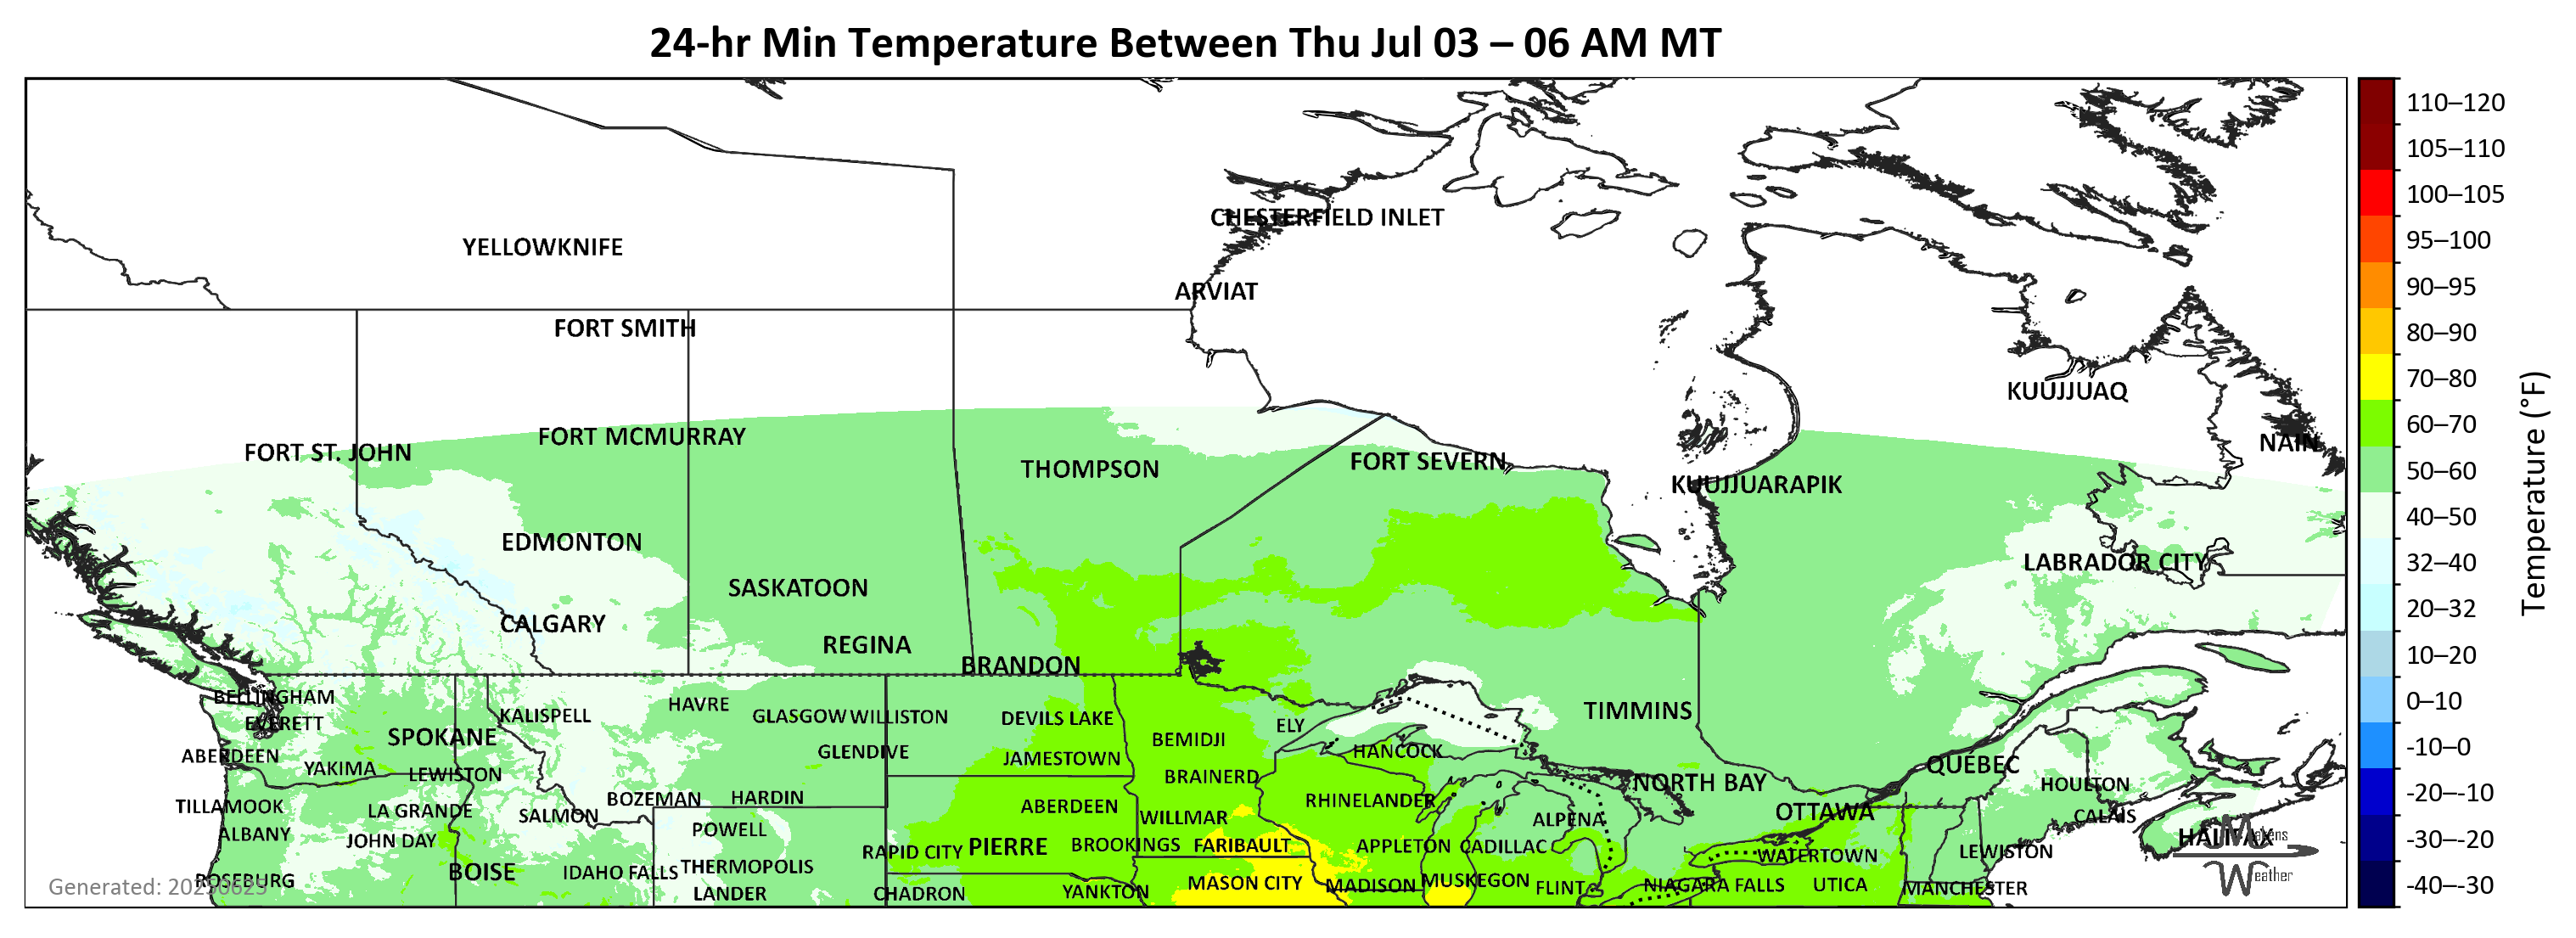 24-hr Min Temperature Between Thu Jul 03 – 06 AM MT
110–120
105–110
100–105
95–100
90–95
80–90
70–80
60–70
50–60
40–50
32–40
20–32
10–20
0–10
-10–0
-20–-10
-30–-20
-40–-30
Temperature (°F)
CHESTERFIELD INLET
YELLOWKNIFE
ARVIAT
FORT SMITH
KUUJJUAQ
FORT MCMURRAY
NAIN
FORT ST. JOHN
FORT SEVERN
THOMPSON
KUUJJUARAPIK
EDMONTON
LABRADOR CITY
SASKATOON
CALGARY
REGINA
BRANDON
BELLINGHAM
HAVRE
KALISPELL
GLASGOW WILLISTON
DEVILS LAKE
TIMMINS
EVERETT
ELY
SPOKANE
BEMIDJI
HANCOCK
GLENDIVE
ABERDEEN
JAMESTOWN
QUÉBEC
YAKIMA
LEWISTON
BRAINERD
NORTH BAY
HOULTON
BOZEMAN
HARDIN
RHINELANDER
TILLAMOOK
ABERDEEN
LA GRANDE
OTTAWA
SALMON
CALAIS
WILLMAR
ALPENA
POWELL
ALBANY
HALIFAX
Makens
JOHN DAY
BROOKINGS
FARIBAULT
APPLETON
CADILLAC
PIERRE
RAPID CITY
LEWISTON
WATERTOWN
THERMOPOLIS
BOISE
IDAHO FALLS
Weather
ROSEBURG
MUSKEGON
MASON CITY
MADISON
NIAGARA FALLS
UTICA
Generated: 20250625
FLINT
MANCHESTER
YANKTON
LANDER
CHADRON